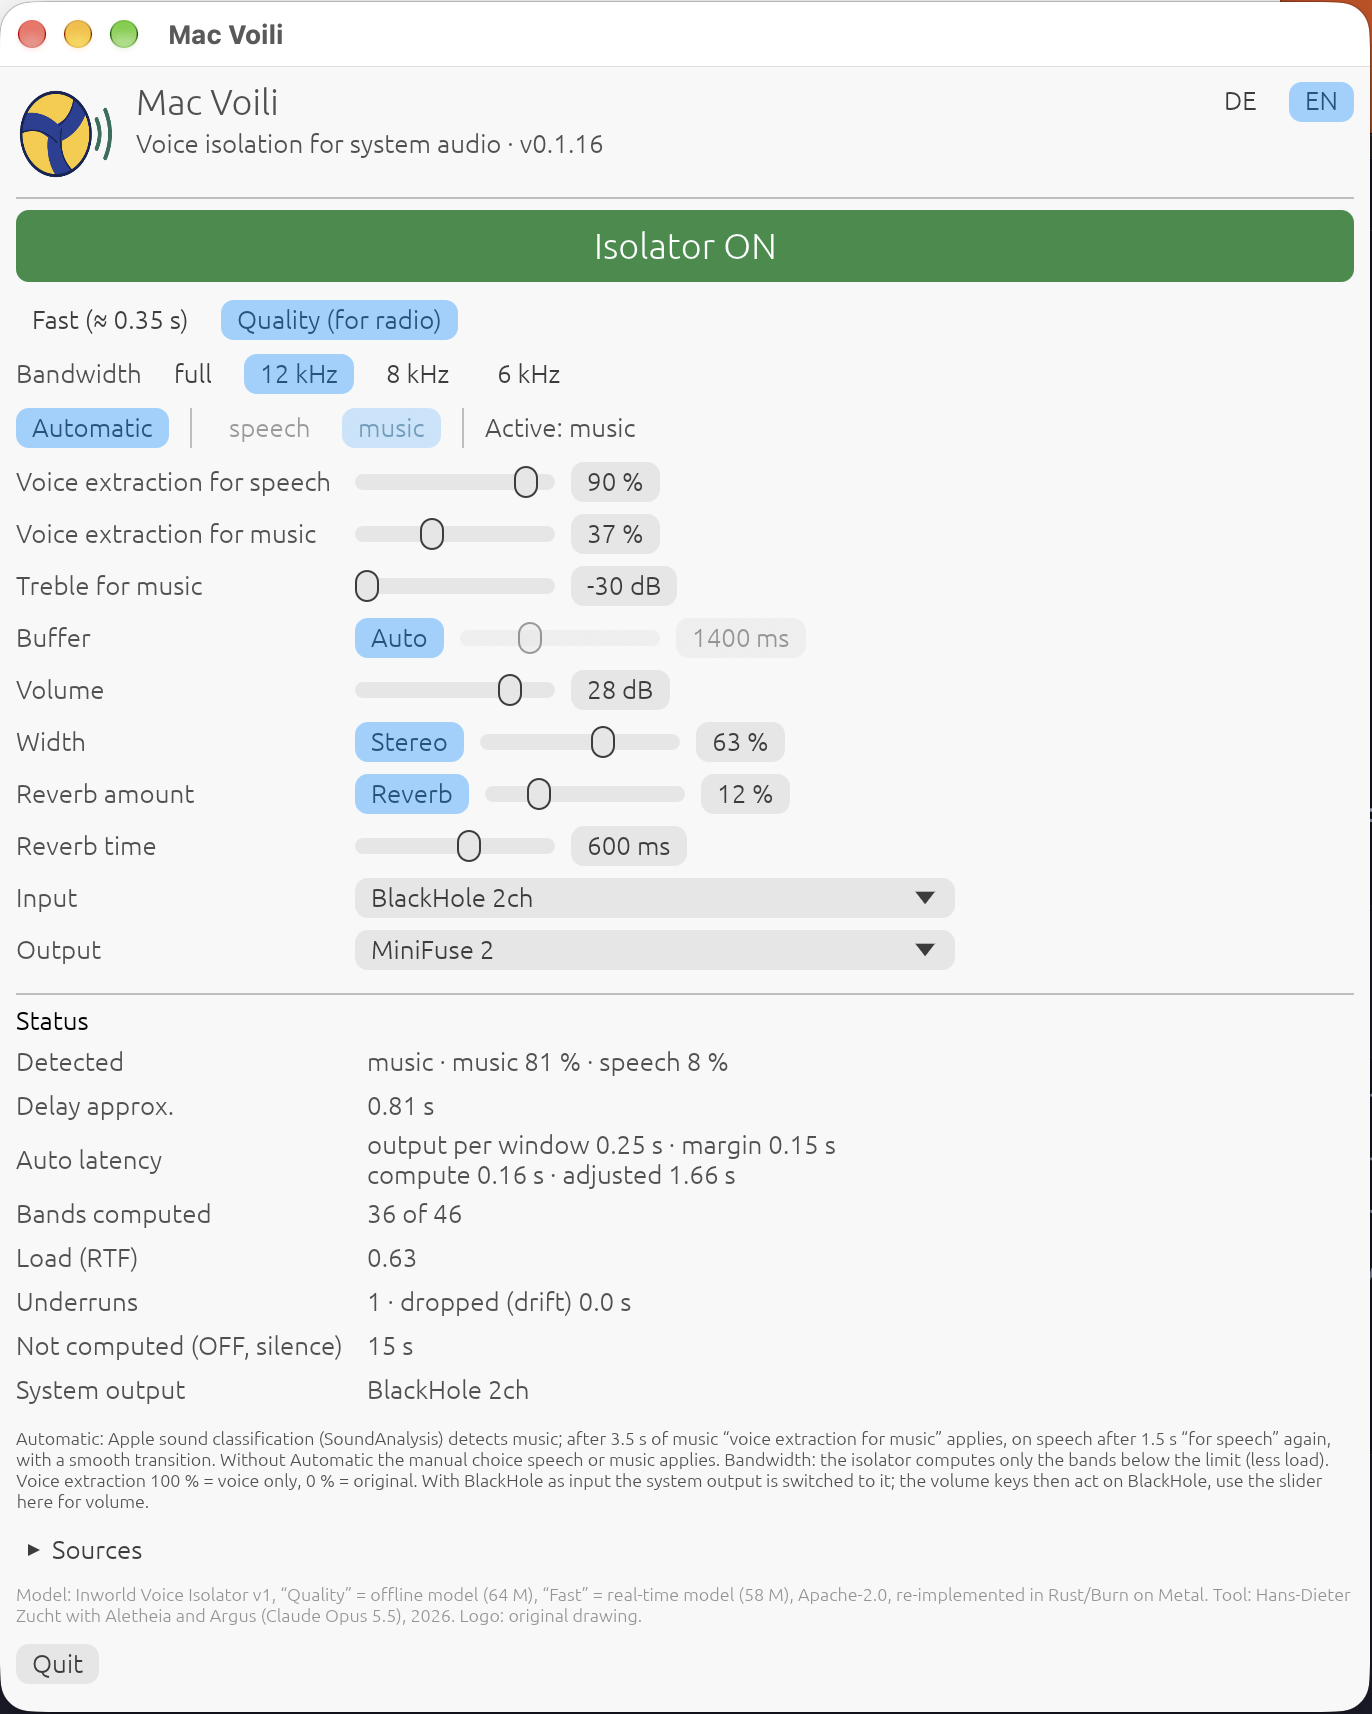 Mac Voili
Mac Voili
DE EN
Voice isolation for system audio · v0.1.16
Isolator ON
Fast (≈ 0.35 s) Quality (for radio)
Bandwidth full 12 kHz 8 kHz 6 kHz
Automatic speech music Active: music
Voice extraction for speech 90 %
Voice extraction for music 37 %
Treble for music -30 dB
Buffer Auto 1400 ms
Volume 28 dB
Width Stereo 63 %
Reverb amount Reverb 12 %
Reverb time 600 ms
Input BlackHole 2ch
Output MiniFuse 2
Status
Detected music · music 81 % · speech 8 %
Delay approx. 0.81 s
Auto latency output per window 0.25 s · margin 0.15 s
compute 0.16 s · adjusted 1.66 s
Bands computed 36 of 46
Load (RTF) 0.63
Underruns 1 · dropped (drift) 0.0 s
Not computed (OFF, silence) 15 s
System output BlackHole 2ch
Automatic: Apple sound classification (SoundAnalysis) detects music; after 3.5 s of music “voice extraction for music” applies, on speech after 1.5 s “for speech” again,
with a smooth transition. Without Automatic the manual choice speech or music applies. Bandwidth: the isolator computes only the bands below the limit (less load).
Voice extraction 100 % = voice only, 0 % = original. With BlackHole as input the system output is switched to it; the volume keys then act on BlackHole, use the slider
here for volume.
Sources
Model: Inworld Voice Isolator v1, “Quality” = offline model (64 M), “Fast” = real-time model (58 M), Apache-2.0, re-implemented in Rust/Burn on Metal. Tool: Hans-Dieter
Zucht with Aletheia and Argus (Claude Opus 5.5), 2026. Logo: original drawing.
Quit